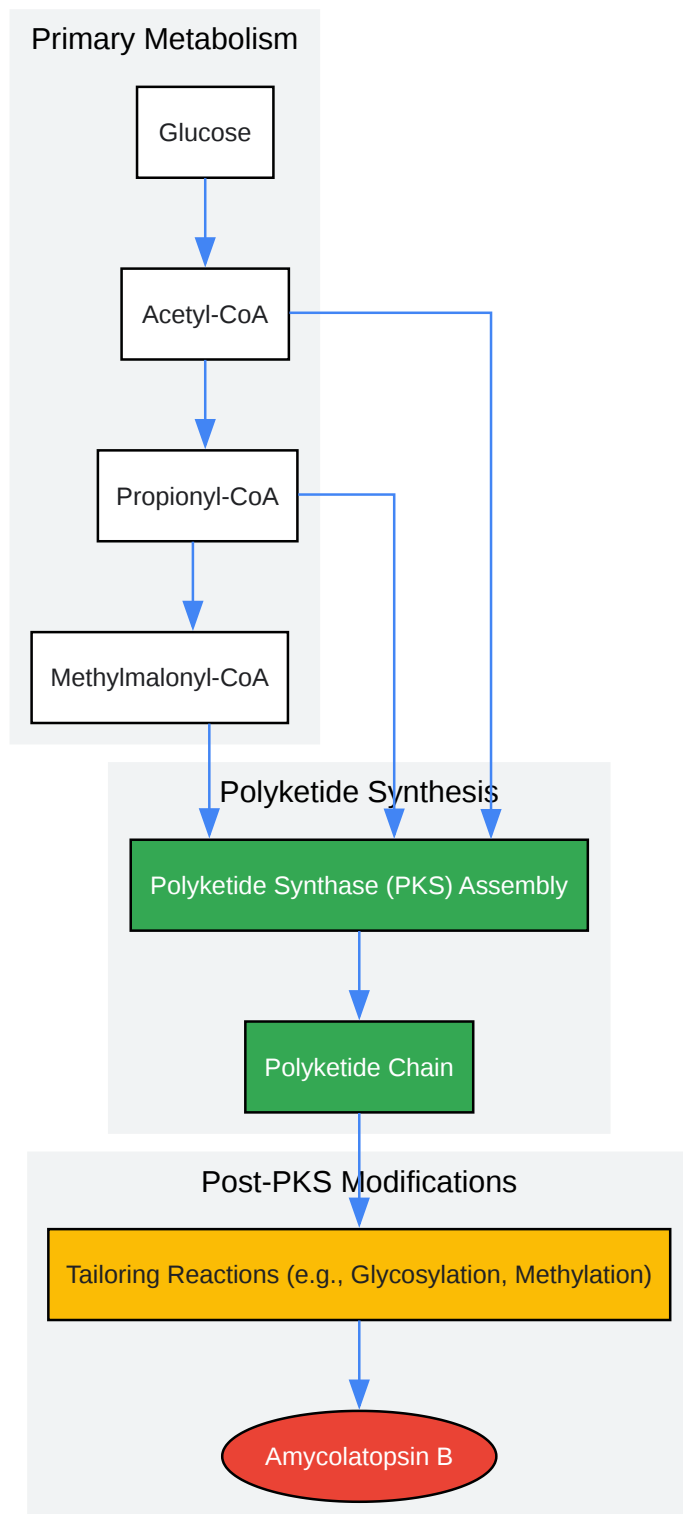 Primary Metabolism
Glucose
Acetyl-CoA
Propionyl-CoA
Methylmalonyl-CoA
Polyketide Synthesis
Polyketide Synthase (PKS) Assembly
Polyketide Chain
Post-PKS Modifications
Tailoring Reactions (e.g., Glycosylation, Methylation)
Amycolatopsin B